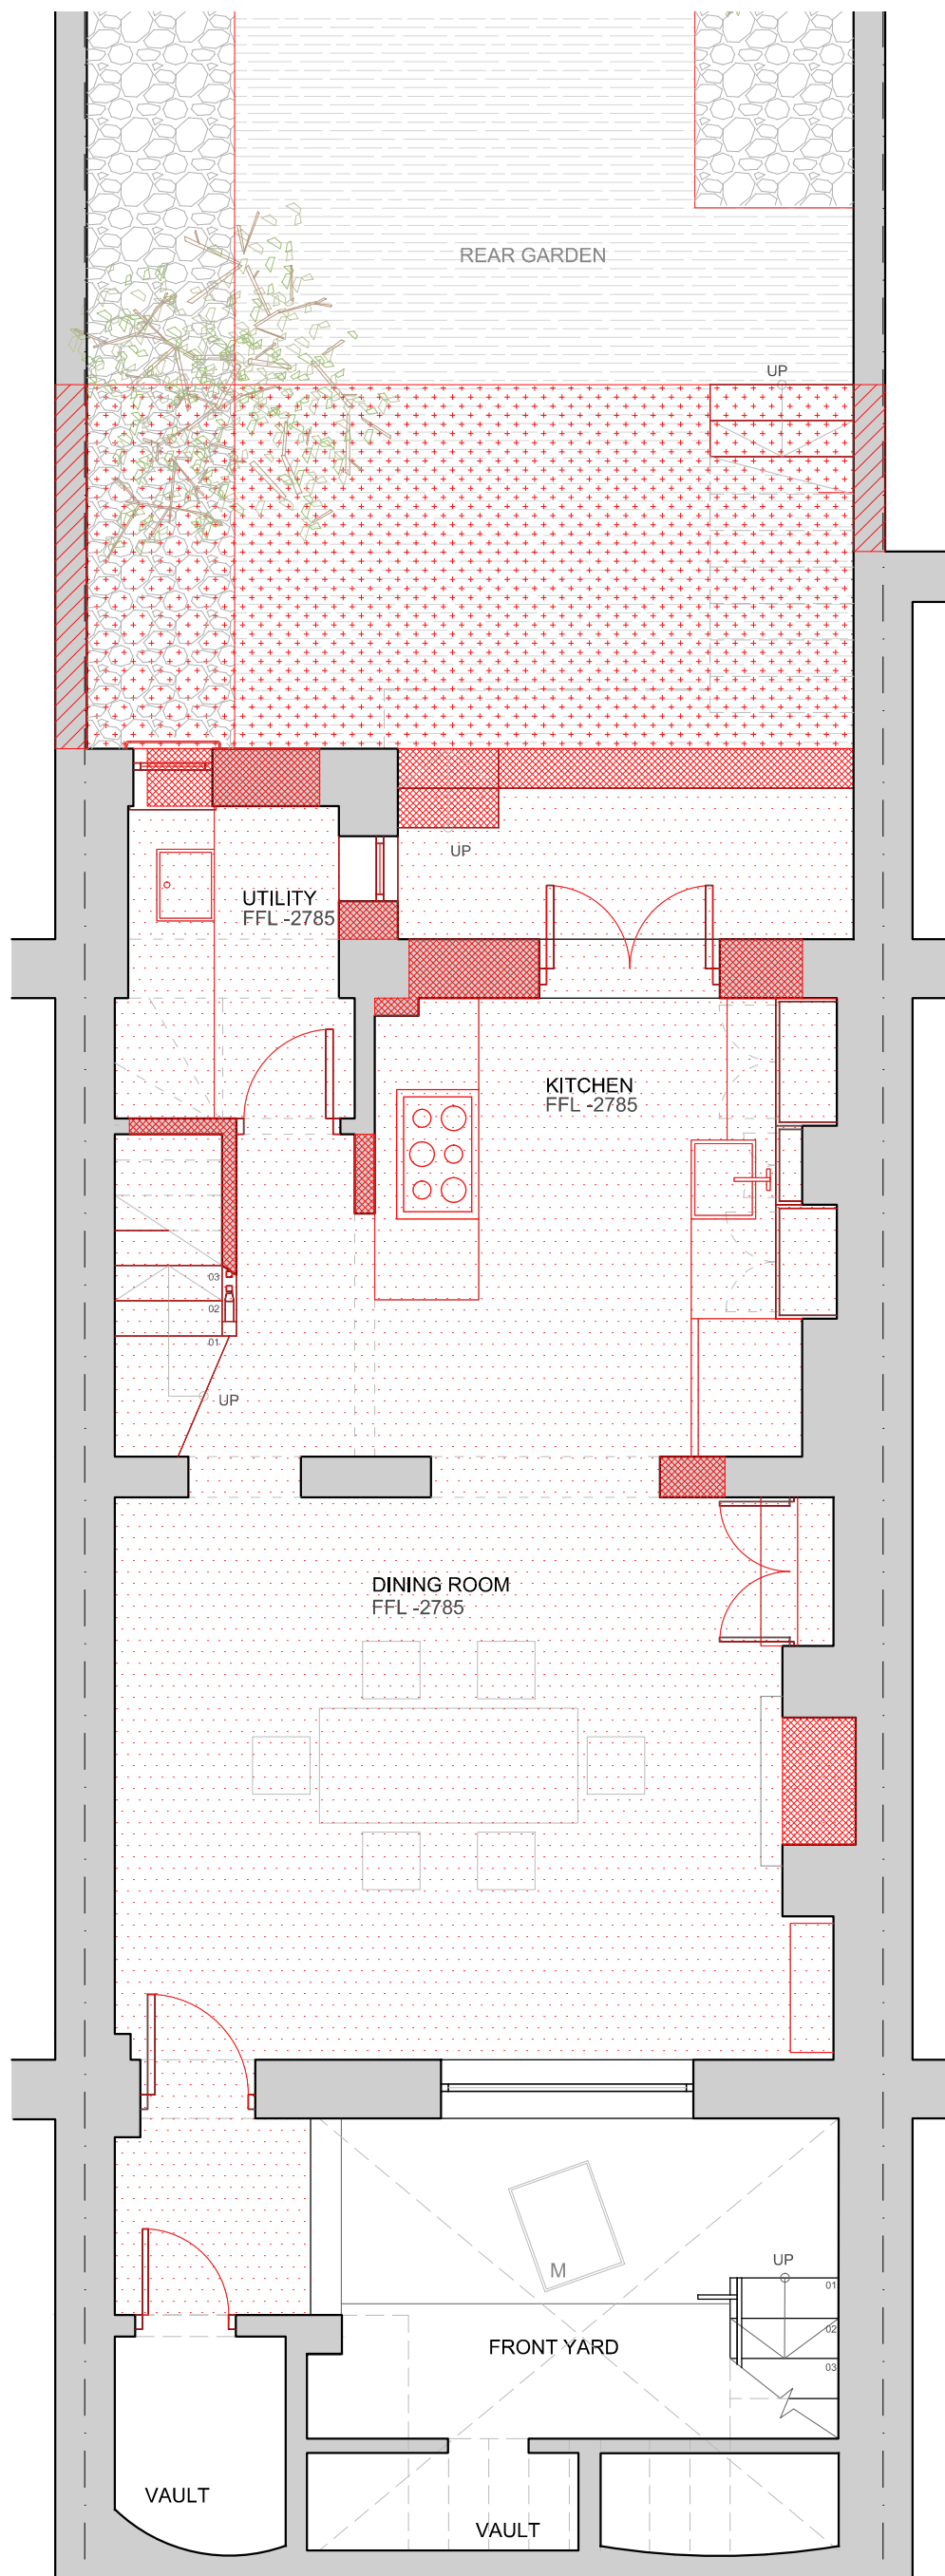 REAR GARDEN
UP
UP
UTILITY
FFL -2785
KITCHEN
FFL -2785
03
02
01
UP
DINING ROOM
FFL -2785
M
UP
01
02
03
FRONT YARD
VAULT
VAULT